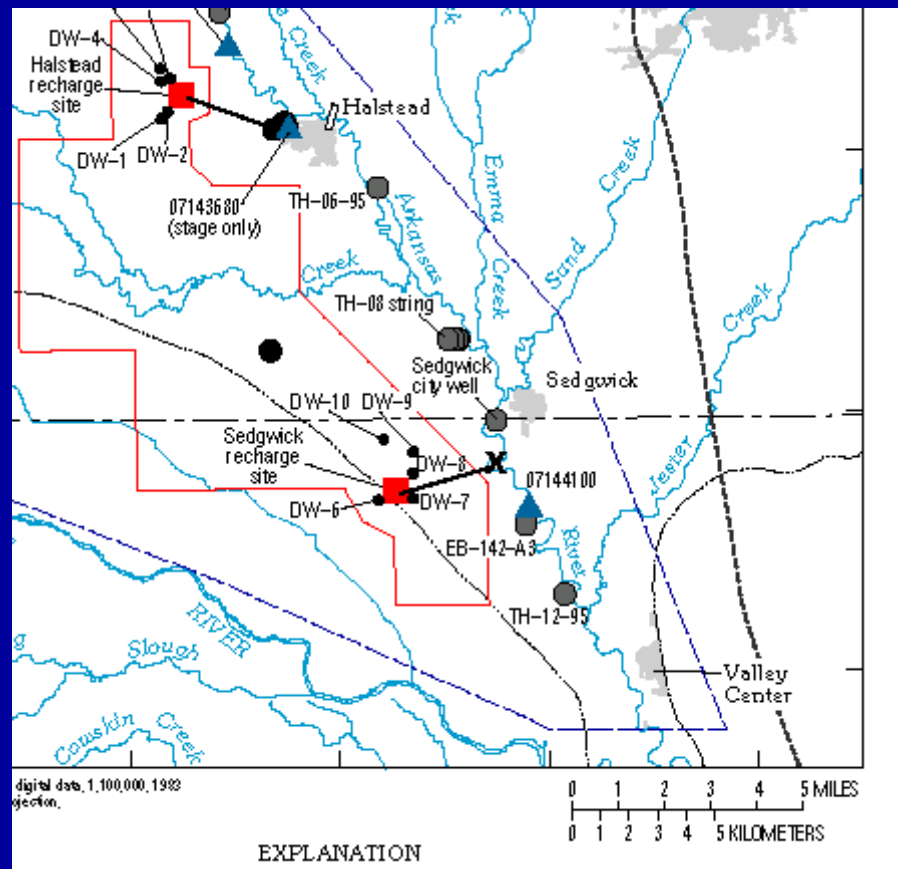 DW-4
Halstead
recharge
site
DW-1
DW-2
Creek
Halstead
07143680
(stage only)
TH-06-95
Arkansas
Emma
Creek
Sand
Creek
Creek
TH-08 string
Sedgwick
city well
Sedgwick
DW-10 DW-9
Sedgwick
recharge
site
DW-8
DW-6
DW-7
07144100
Jester
Creek
EB-142-A3
River
TH-12-95
RIVER
Slough
Cowskin Creek
Valley
Center
digital data, 1,100,000, 1983
0 1 2 3 4 5 MILES
0 1 2 3 4 5 KILOMETERS
EXPLANATION